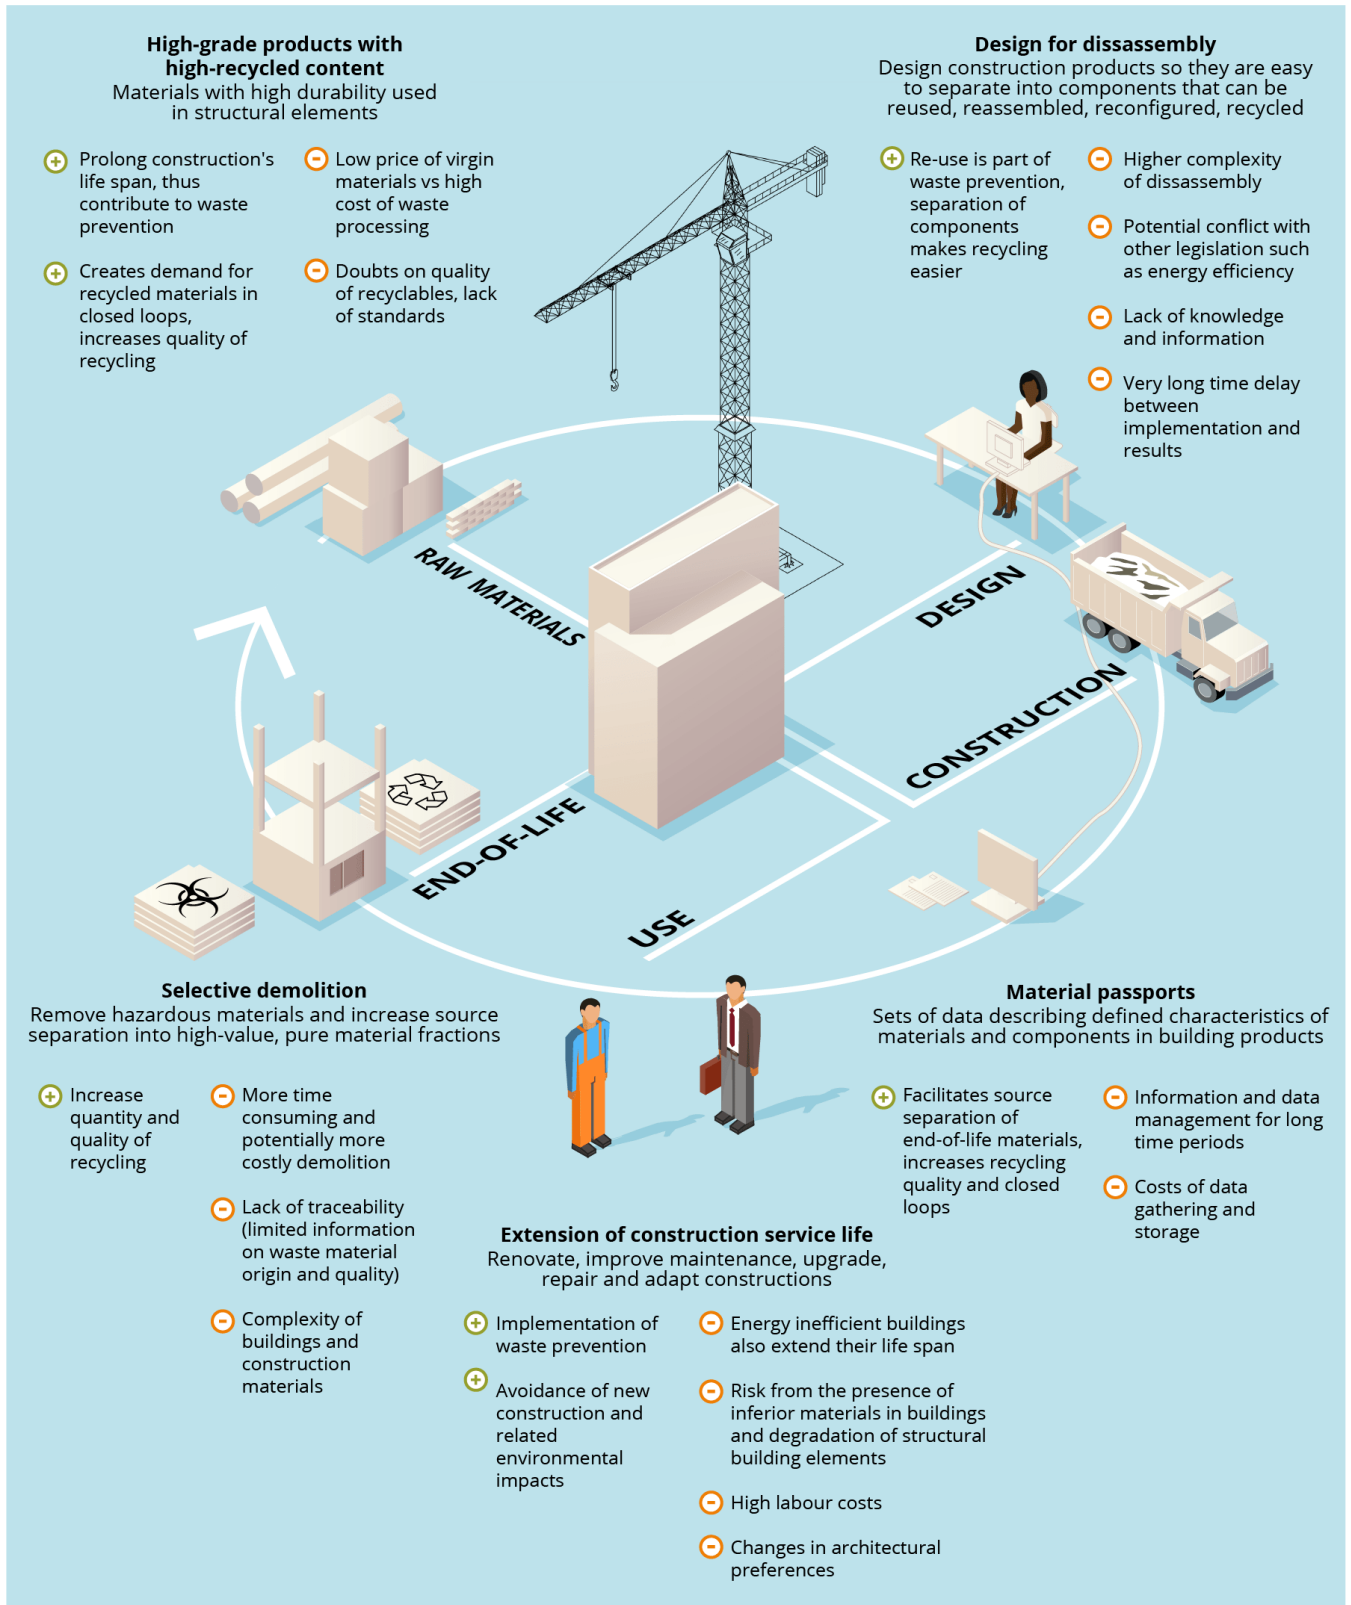 High-grade products with
high-recycled content
Materials with high durability used
in structural elements
Prolong construction's
life span, thus
contribute to waste
prevention
Creates demand for
recycled materials in
closed loops,
increases quality of
recycling
Low price of virgin
materials vs high
cost of waste
processing
Doubts on quality
of recyclables, lack
of standards
Design for dissassembly
Design construction products so they are easy
to separate into components that can be
reused, reassembled, reconfigured, recycled
Re-use is part of
waste prevention,
separation of
components
makes recycling
easier
Higher complexity
of dissassembly
Potential conflict with
other legislation such
as energy efficiency
Lack of knowledge
and information
Very long time delay
between
implementation and
results
RAW MATERIALS
DESIGN
CONSTRUCTION
END-OF-LIFE
USE
Selective demolition
Remove hazardous materials and increase source
separation into high-value, pure material fractions
Increase
quantity and
quality of
recycling
More time
consuming and
potentially more
costly demolition
Lack of traceability
(limited information
on waste material
origin and quality)
Complexity of
buildings and
construction
materials
Material passports
Sets of data describing defined characteristics of
materials and components in building products
Facilitates source
separation of
end-of-life materials,
increases recycling
quality and closed
loops
Information and data
management for long
time periods
Costs of data
gathering and
storage
Extension of construction service life
Renovate, improve maintenance, upgrade,
repair and adapt constructions
Implementation of
waste prevention
Avoidance of new
construction and
related
environmental
impacts
Energy inefficient buildings
also extend their life span
Risk from the presence of
inferior materials in buildings
and degradation of structural
building elements
High labour costs
Changes in architectural
preferences